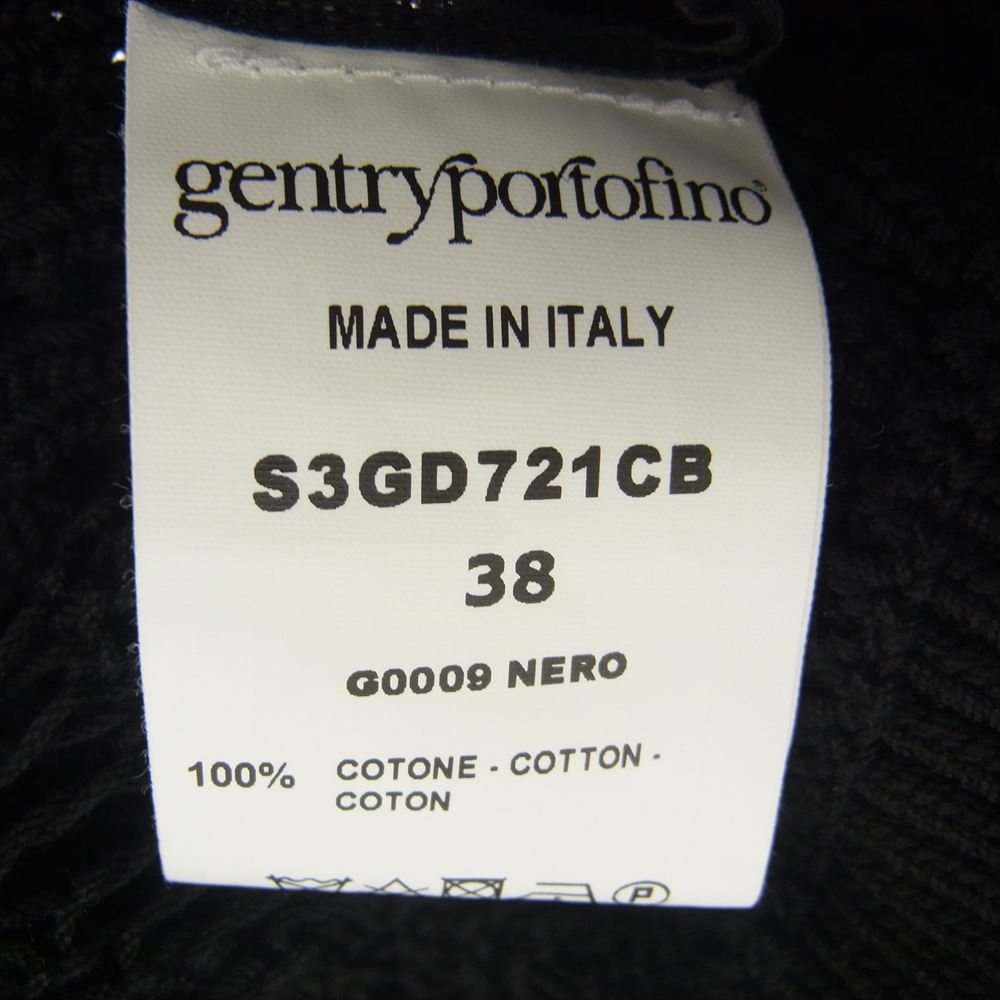 gentryportofino®
MADE IN ITALY
S3GD721CB
38
G0009 NERO
100% COTONE - COTTON -
COTON
P